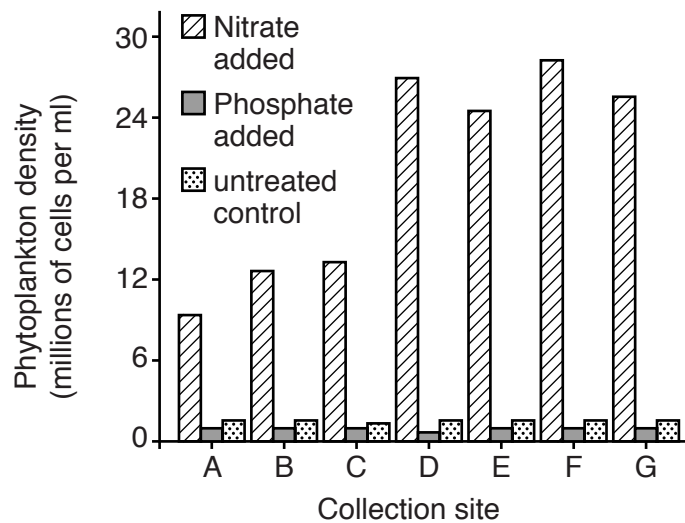 Phytoplankton density
(millions of cells per ml)
30
24
18
12
6
0
Nitrate
added
Phosphate
added
untreated
control
A B C D E F G
Collection site